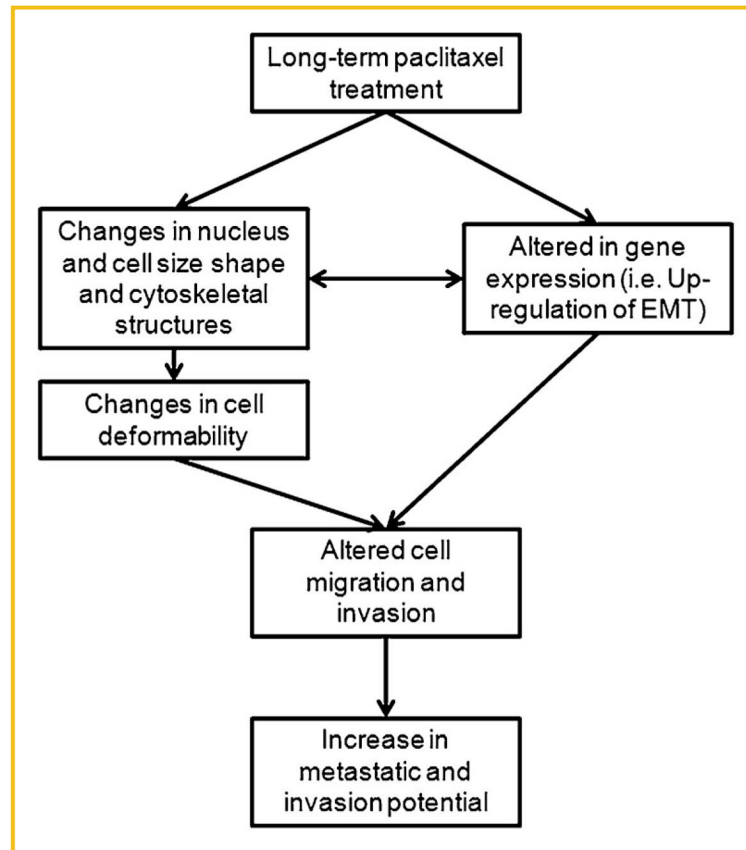 Long-term paclitaxel
treatment
Changes in nucleus
and cell size shape
and cytoskeletal
structures
Altered in gene
expression (i.e. Up-
regulation of EMT)
Changes in cell
deformability
Altered cell
migration and
invasion
Increase in
metastatic and
invasion potential